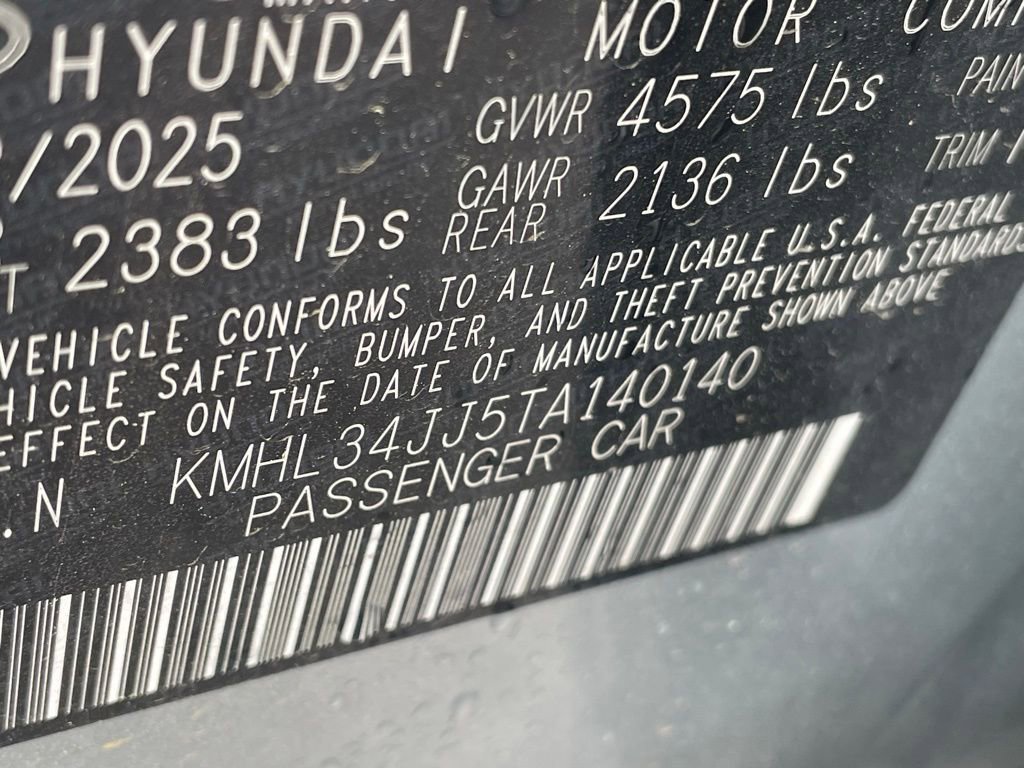 HYUNDAI MOTOR
/2025 GVWR 4575 lbs
2383 lbs GAWR REAR 2136 lbs TRIM
VEHICLE CONFORMS TO ALL APPLICABLE U.S.A. FEDERAL
SAFETY, BUMPER, AND THEFT PREVENTION STANDARDS
EFFECT ON THE DATE OF MANUFACTURE SHOWN ABOVE
.N KMHL34JJ5TA140140
PASSENGER CAR